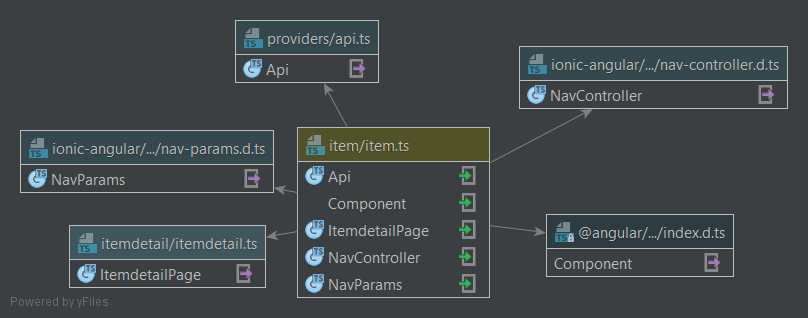 providers/api.ts
Api
ionic-angular/.../nav-controller.d.ts
NavController
ionic-angular/.../nav-params.d.ts
NavParams
item/item.ts
Api
Component
ItemdetailPage
NavController
NavParams
itemdetail/itemdetail.ts
ItemdetailPage
@angular/.../index.d.ts
Component
Powered by yFiles